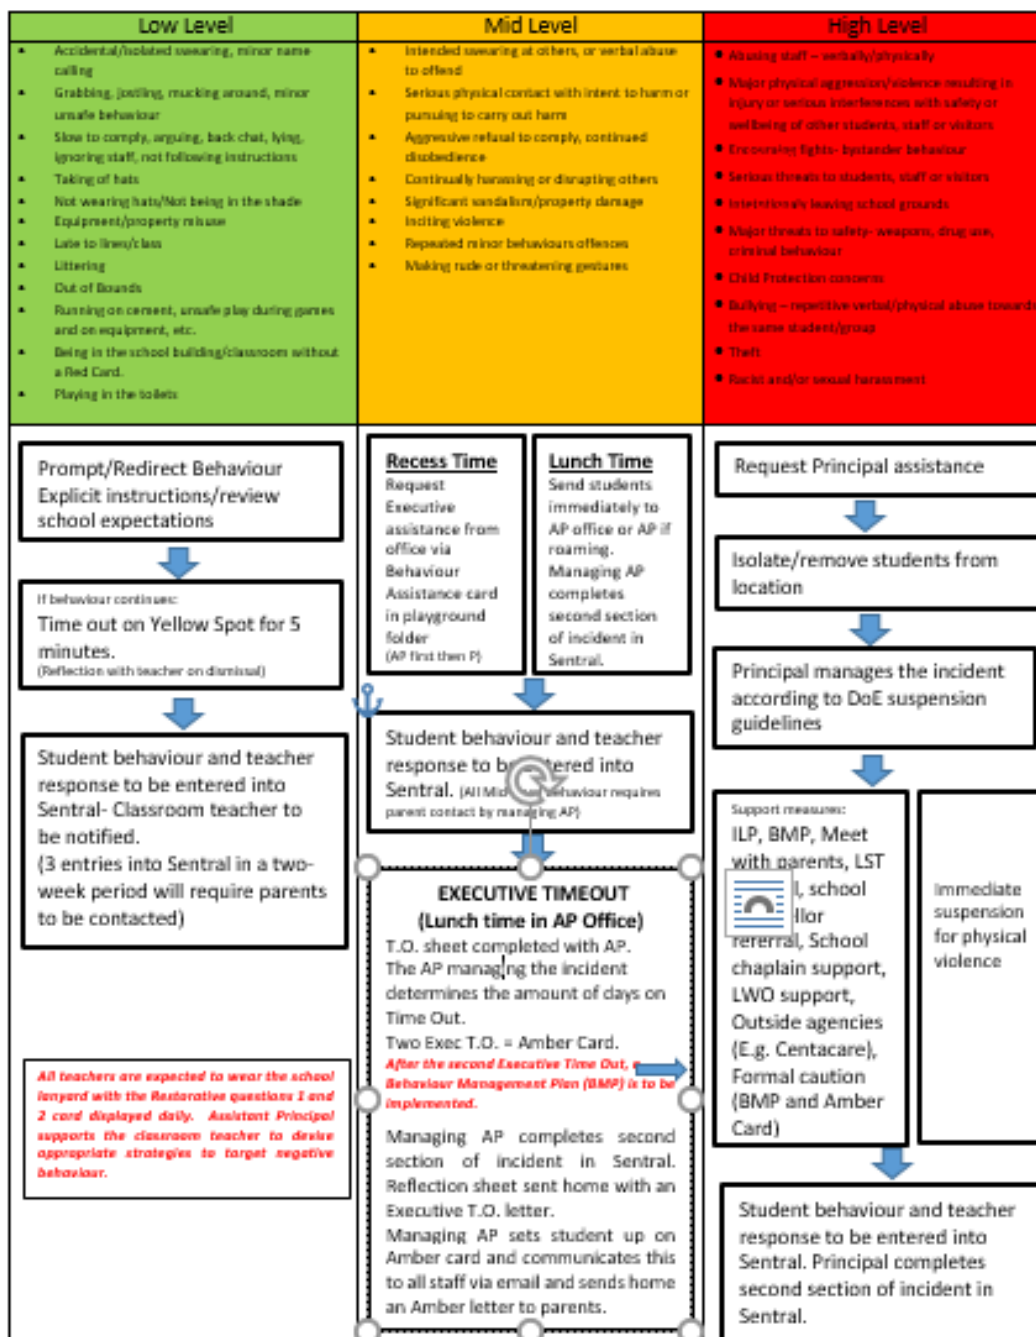 Low Level
Accidental/Isolated swearing, minor name
calling
Grabbing, jostling, mucking around, minor
unsafe behaviour
Slow to comply, arguing, back chat, lying,
ignoring staff, not following instructions
Taking of hats
Not wearing hats/Not being in the shade
Equipment/property misuse
Late to lines/class
Littering
Out of Bounds
Running on cement, unsafe play during games
and on equipment, etc.
Being in the school building/classroom without
a Red Card.
Playing in the toilets
Mid Level
Intended swearing at others, or verbal abuse
to offend
Serious physical contact with intent to harm or
pursuing to carry out harm
Aggressive refusal to comply, continued
disobedience
Continually harassing or disrupting others
Significant vandalism/property damage
Inciting violence
Repeated minor behaviours offences
Making rude or threatening gestures
High Level
Abusing staff – verbally/physically
Major physical aggression/violence resulting in
injury or serious interferences with safety or
wellbeing of other students, staff or visitors
Encouraging fights- bystander behaviour
Serious threats to students, staff or visitors
Intentionally leaving school grounds
Major threats to safety- weapons, drug use,
criminal behaviour
Child Protection concerns
Bullying – repetitive verbal/physical abuse towards
the same student/group
Theft
Racist and/or sexual harassment
Prompt/Redirect Behaviour
Explicit instructions/review
school expectations
If behaviour continues:
Time out on Yellow Spot for 5
minutes.
(Reflection with teacher on dismissal)
Student behaviour and teacher
response to be entered into
Sentral- Classroom teacher to
be notified.
(3 entries into Sentral in a two-
week period will require parents
to be contacted)
All teachers are expected to wear the school
lanyard with the Restorative questions 1 and
2 card displayed daily. Assistant Principal
supports the classroom teacher to devise
appropriate strategies to target negative
behaviour.
Recess Time
Request
Executive
assistance from
office via
Behaviour
Assistance card
in playground
folder
(AP first then P)
Lunch Time
Send students
immediately to
AP office or AP if
roaming.
Managing AP
completes
second section
of incident in
Sentral.
Student behaviour and teacher
response to be entered into
Sentral. (All Mid behaviour requires
parent contact by managing AP)
EXECUTIVE TIMEOUT
(Lunch time in AP Office)
T.O. sheet completed with AP.
The AP managing the incident
determines the amount of days on
Time Out.
Two Exec T.O. = Amber Card.
After the second Executive Time Out,
Behaviour Management Plan (BMP) is to be
implemented.
Managing AP completes second
section of incident in Sentral.
Reflection sheet sent home with an
Executive T.O. letter.
Managing AP sets student up on
Amber card and communicates this
to all staff via email and sends home
an Amber letter to parents.
Request Principal assistance
Isolate/remove students from
location
Principal manages the incident
according to DoE suspension
guidelines
Support measures:
ILP, BMP, Meet
with parents, LST
school
referral, School
chaplain support,
LWO support,
Outside agencies
(E.g. Centacare),
Formal caution
(BMP and Amber
Card)
Immediate
suspension
for physical
violence
Student behaviour and teacher
response to be entered into
Sentral. Principal completes
second section of incident in
Sentral.